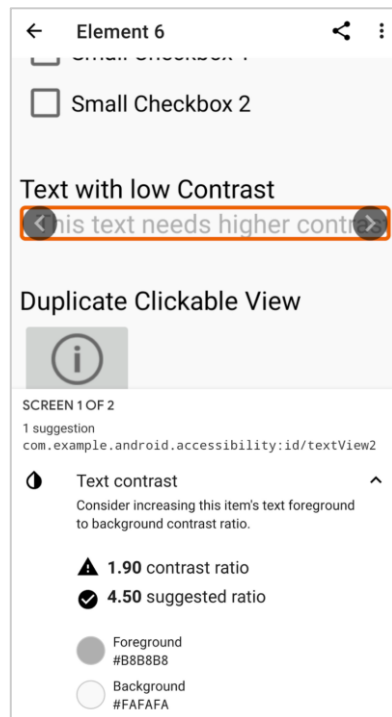 Element 6
Small Checkbox 2
Text with low Contrast
This text needs higher contrast
Duplicate Clickable View
i
SCREEN 1 OF 2
1 suggestion
com.example.android.accessibility:id/textView2
Text contrast
Consider increasing this item's text foreground
to background contrast ratio.
1.90 contrast ratio
4.50 suggested ratio
Foreground
#B8B8B8
Background
#FAFAFA